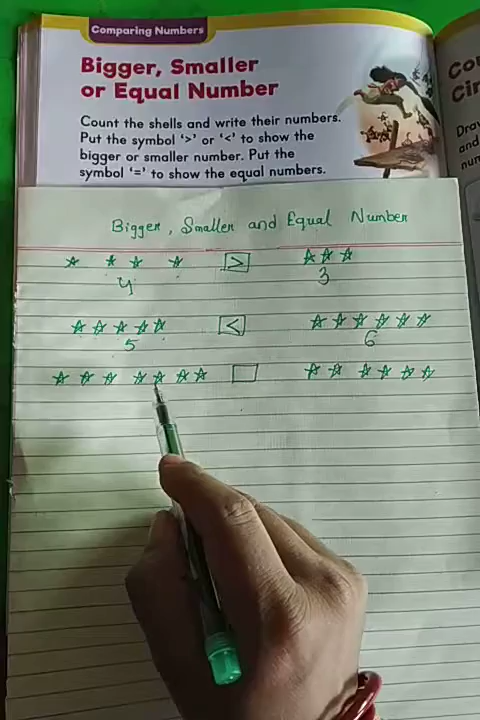 Comparing Numbers
Bigger, Smaller
or Equal Number
Count the shells and write their numbers.
Put the symbol ‘>’ or ‘<’ to show the
bigger or smaller number. Put the
symbol ‘=’ to show the equal numbers.
Bigger, Smaller and Equal Number
>
4 3
<
5 6